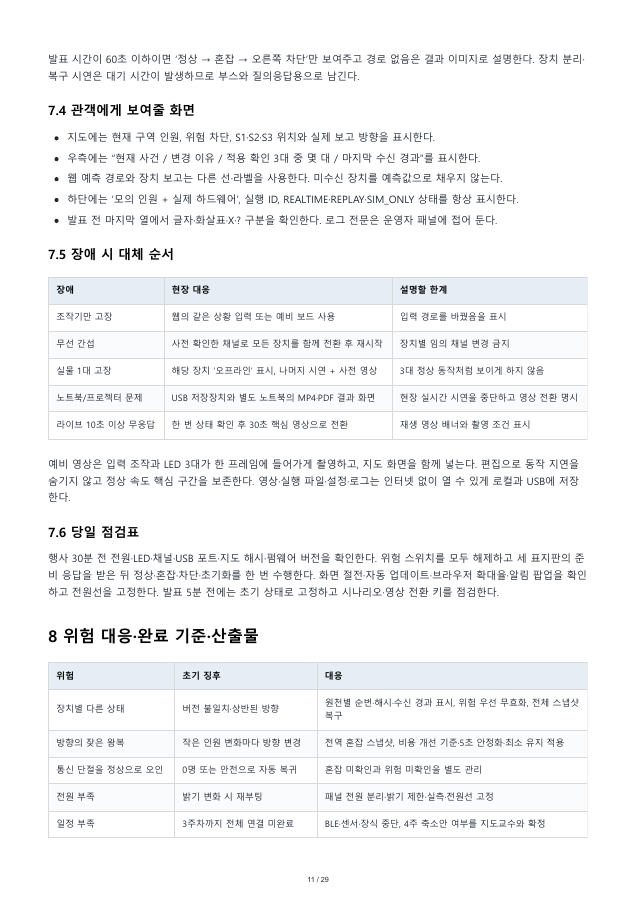 발표 시간이 60초 이하이면 ‘정상 → 혼잡 → 오른쪽 차단’만 보여주고 경로 없음은 결과 이미지로 설명한다. 장치 분리·
복구 시연은 대기 시간이 발생하므로 부스와 질의응답용으로 남긴다.
7.4 관객에게 보여줄 화면
• 지도에는 현재 구역 인원, 위험 차단, S1·S2·S3 위치와 실제 보고 방향을 표시한다.
• 우측에는 “현재 사건 / 변경 이유 / 적용 확인 3대 중 몇 대 / 마지막 수신 경과”를 표시한다.
• 웹 예측 경로와 장치 보고는 다른 선·라벨을 사용한다. 미수신 장치를 예측값으로 채우지 않는다.
• 하단에는 ‘모의 인원 + 실제 하드웨어’, 실행 ID, REALTIME·REPLAY·SIM_ONLY 상태를 항상 표시한다.
• 발표 전 마지막 열에서 글자·화살표·X·? 구분을 확인한다. 로그 전문은 운영자 패널에 접어 둔다.
7.5 장애 시 대체 순서
장애 현장 대응 설명할 한계
조작기만 고장 웹의 같은 상황 입력 또는 예비 보드 사용 입력 경로를 바꿨음을 표시
무선 간섭 사전 확인한 채널로 모든 장치를 함께 전환 후 재시작 장치별 임의 채널 변경 금지
실물 1대 고장 해당 장치 ‘오프라인’ 표시, 나머지 시연 + 사전 영상 3대 정상 동작처럼 보이게 하지 않음
노트북/프로젝터 문제 USB 저장장치와 별도 노트북의 MP4·PDF 결과 화면 현장 실시간 시연을 중단하고 영상 전환 명시
라이브 10초 이상 무응답 한 번 상태 확인 후 30초 핵심 영상으로 전환 재생 영상 배너와 촬영 조건 표시
예비 영상은 입력 조작과 LED 3대가 한 프레임에 들어가게 촬영하고, 지도 화면을 함께 넣는다. 편집으로 동작 지연을
숨기지 않고 정상 속도 핵심 구간을 보존한다. 영상·실행 파일·설정·로그는 인터넷 없이 열 수 있게 로컬과 USB에 저장
한다.
7.6 당일 점검표
행사 30분 전 전원·LED·채널·USB 포트·지도 해시·펌웨어 버전을 확인한다. 위험 스위치를 모두 해제하고 세 표지판의 준
비 응답을 받은 뒤 정상·혼잡·차단·초기화를 한 번 수행한다. 화면 절전·자동 업데이트·브라우저 확대율·알림 팝업을 확인
하고 전원선을 고정한다. 발표 5분 전에는 초기 상태로 고정하고 시나리오·영상 전환 키를 점검한다.
8 위험 대응·완료 기준·산출물
위험 초기 징후 대응
장치별 다른 상태 버전 불일치·상반된 방향 원천별 순번·해시·수신 경과 표시, 위험 우선 무효화, 전체 스냅샷
복구
방향의 잦은 왕복 작은 인원 변화마다 방향 변경 전역 혼잡 스냅샷, 비용 개선 기준·5초 안정화·최소 유지 적용
통신 단절을 정상으로 오인 0명 또는 안전으로 자동 복귀 혼잡 미확인과 위험 미확인을 별도 관리
전원 부족 밝기 변화 시 재부팅 패널 전원 분리·밝기 제한·실측·전원선 고정
일정 부족 3주차까지 전체 연결 미완료 BLE·센서·장식 중단, 4주 축소안 여부를 지도교수와 확정
11 / 29